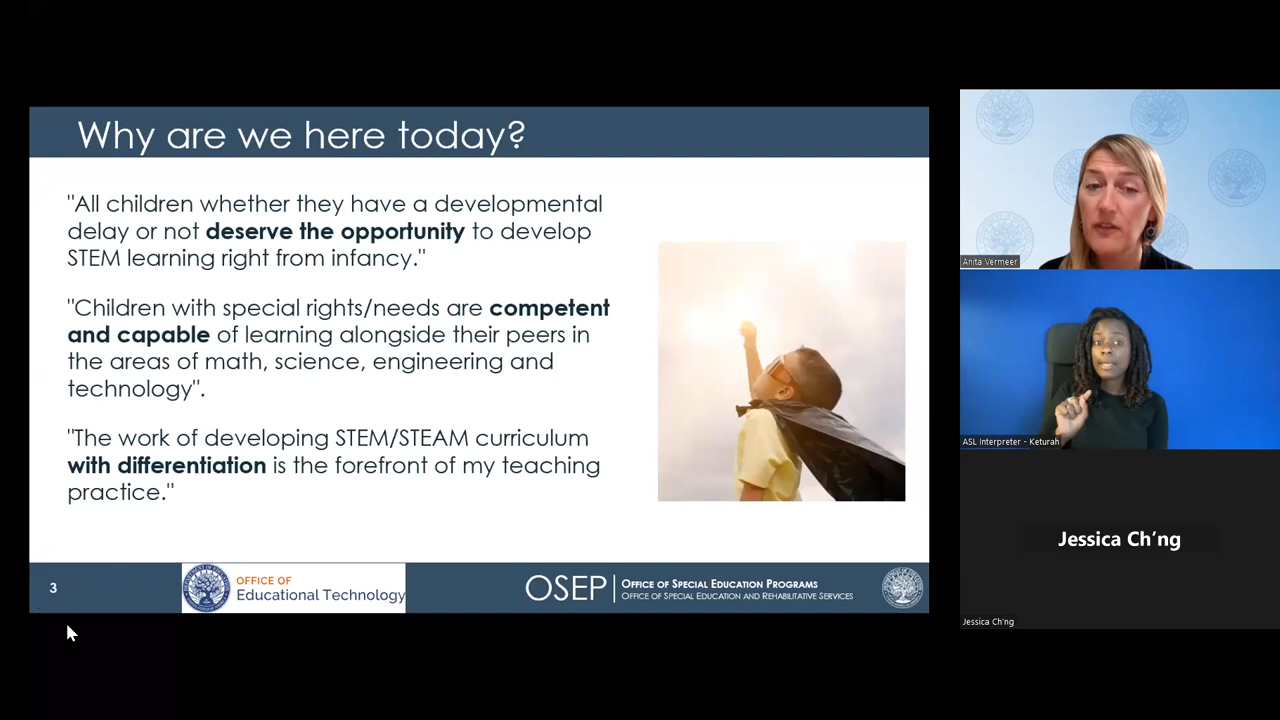 Why are we here today?
"All children whether they have a developmental
delay or not deserve the opportunity to develop
STEM learning right from infancy."
"Children with special rights/needs are competent
and capable of learning alongside their peers in
the areas of math, science, engineering and
technology".
"The work of developing STEM/STEAM curriculum
with differentiation is the forefront of my teaching
practice."
3
OFFICE OF
Educational Technology
OSEP
OFFICE OF SPECIAL EDUCATION PROGRAMS
OFFICE OF SPECIAL EDUCATION AND REHABILITATIVE SERVICES
Anita Vermeer
ASL Interpreter - Keturah
Jessica Ch'ng
Jessica Ch'ng